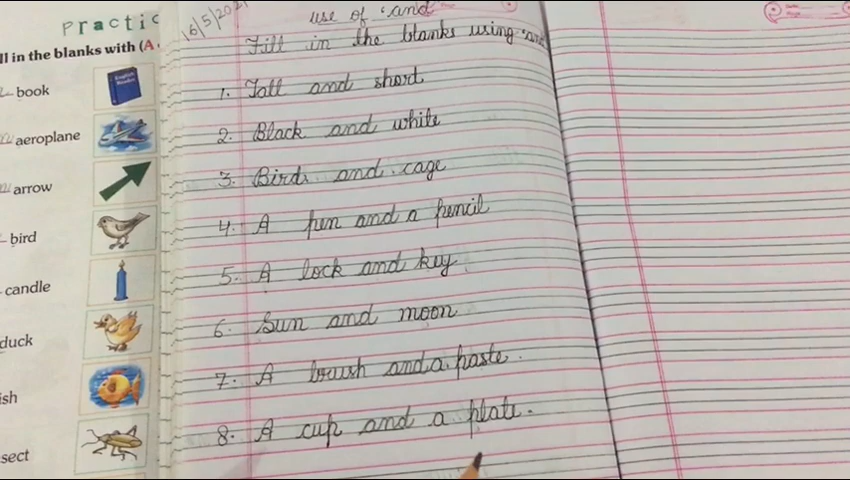 Practic
ll in the blanks with (A
book
aeroplane
arrow
bird
candle
duck
ish
sect
16/5/202
use of 'and
Fill in the blanks using 'and
1. Tall and short
2. Black and white
3. Birds and cage
4. A pen and a pencil
5. A lock and key
6. Sun and moon
7. A brush and a paste.
8. A cup and a plate.